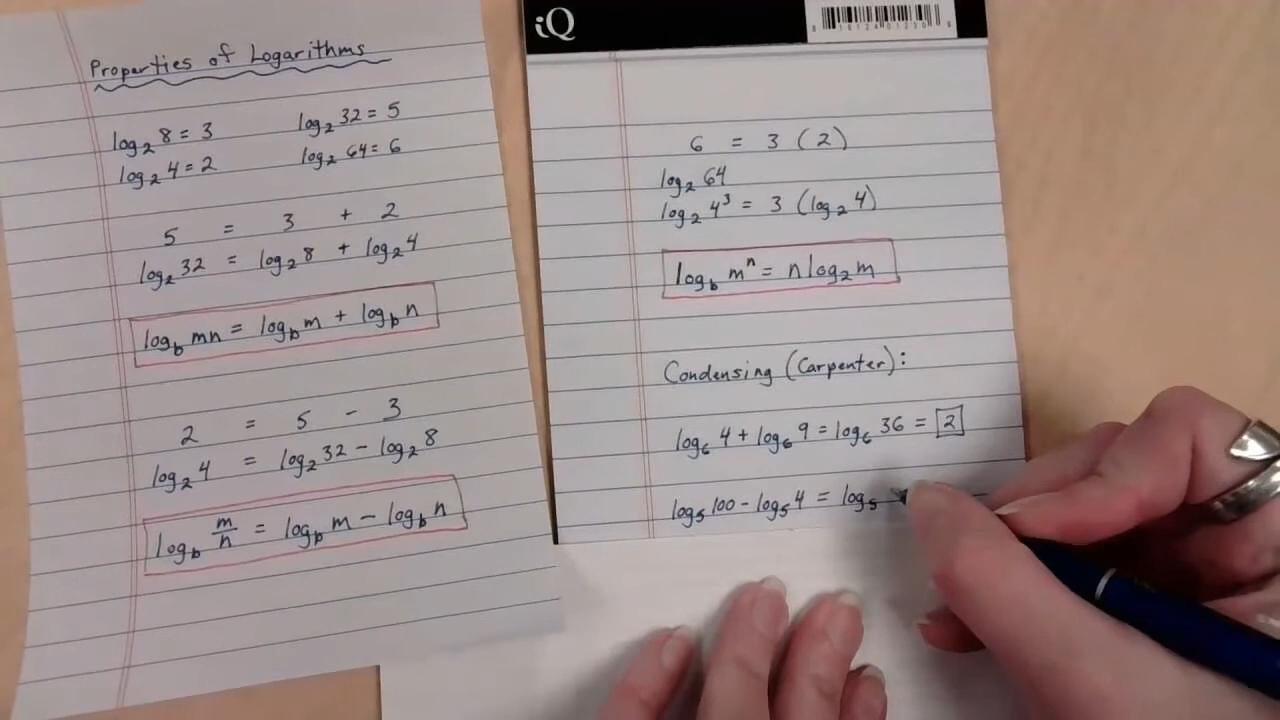 Properties of Logarithms
log₂ 8 = 3
log₂ 32 = 5
log₂ 4 = 2
log₂ 64 = 6
5 = 3 + 2
log₂ 32 = log₂ 8 + log₂ 4
log_b mn = log_b m + log_b n
2 = 5 - 3
log₂ 4 = log₂ 32 - log₂ 8
log_b m/n = log_b m - log_b n
iQ
6 = 3 (2)
log₂ 64
log₂ 4³ = 3 (log₂ 4)
log_b mⁿ = n log₂ m
Condensing (Carpenter):
log₆ 4 + log₆ 9 = log₆ 36 = 2
log₅ 100 - log₅ 4 = log₅